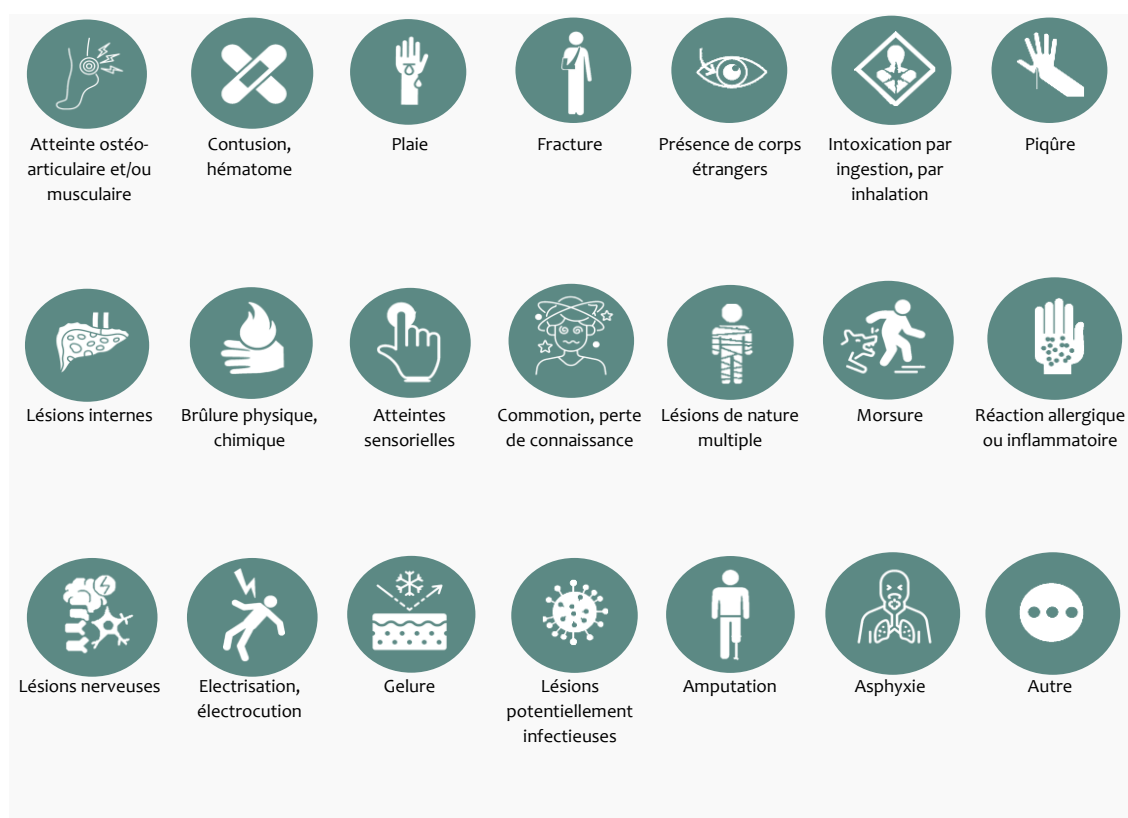 Atteinte ostéo-
articulaire et/ou
musculaire
Contusion,
hématome
Plaie
Fracture
Présence de corps
étrangers
Intoxication par
ingestion, par
inhalation
Piqûre
Lésions internes
Brûlure physique,
chimique
Atteintes
sensorielles
Commotion, perte
de connaissance
Lésions de nature
multiple
Morsure
Réaction allergique
ou inflammatoire
Lésions nerveuses
Electrisation,
électrocution
Gelure
Lésions
potentiellement
infectieuses
Amputation
Asphyxie
Autre